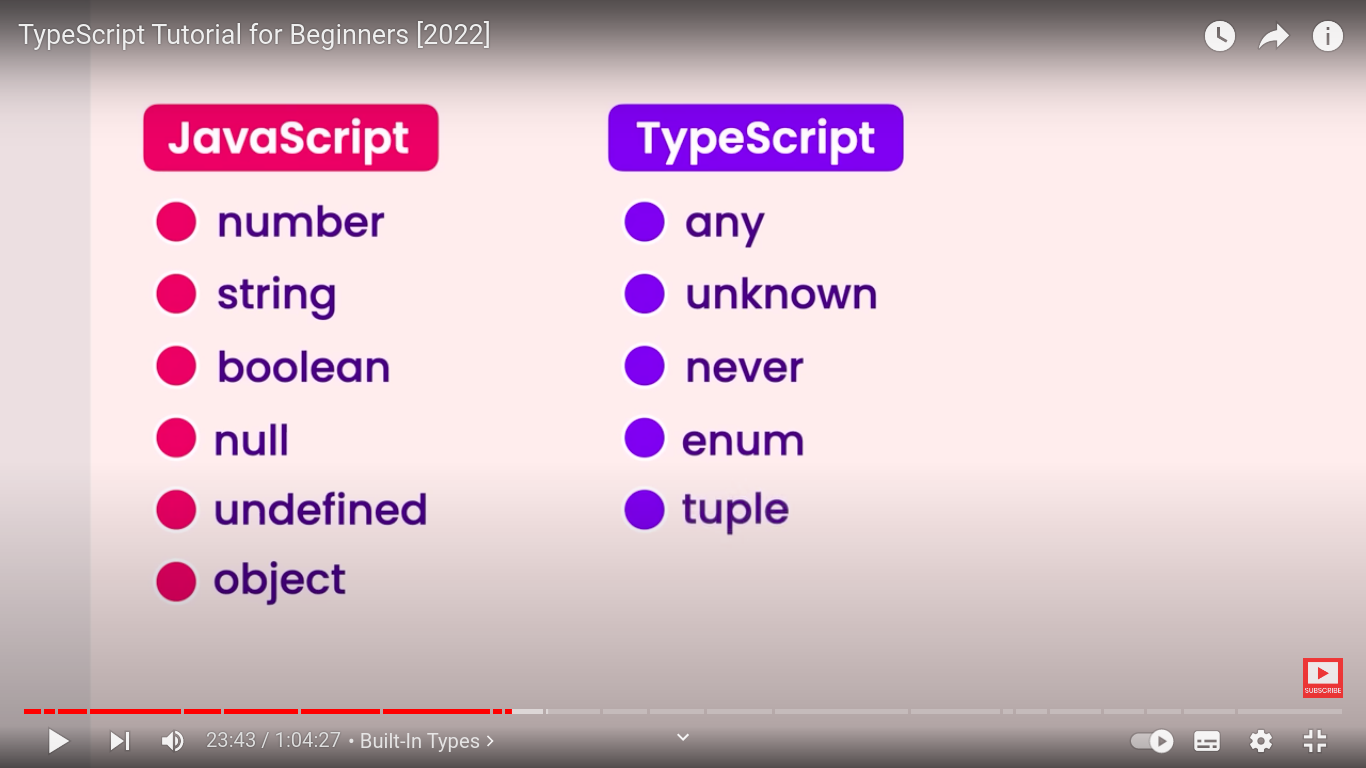 TypeScript Tutorial for Beginners [2022]
JavaScript
number
string
boolean
null
undefined
object
TypeScript
any
unknown
never
enum
tuple
SUBSCRIBE
23:43 / 1:04:27 • Built-In Types